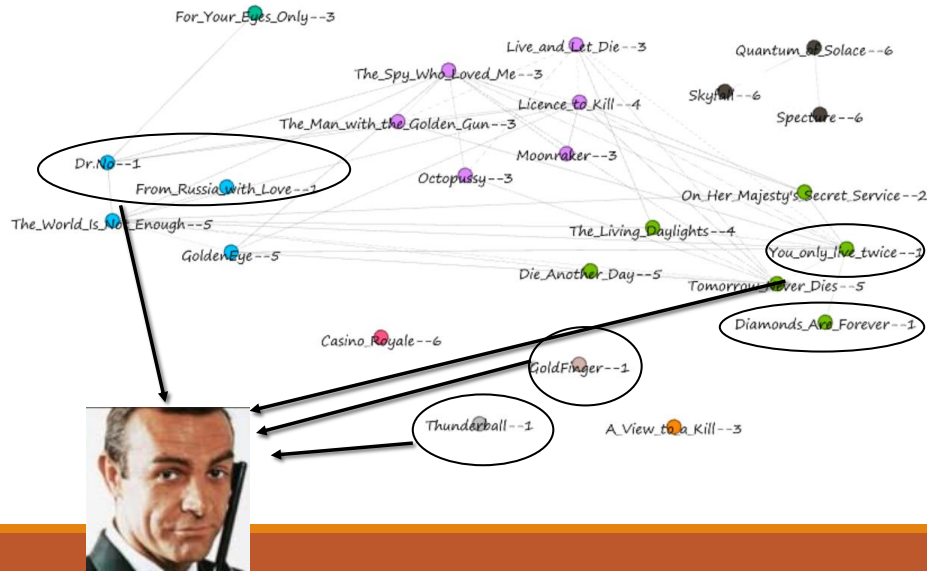 For_Your_Eyes_Only--3
Live_and_Let_Die--3
Quantum_of_Solace--6
The_Spy_Who_Loved_Me--3
Skyfall--6
Licence_to_Kill--4
Specture--6
The_Man_with_the_Golden_Gun--3
Moonraker--3
Dr.No--1
Octopussy--3
From_Russia_with_Love--1
On_Her_Majesty's_Secret_Service--2
The_World_Is_Not_Enough--5
The_Living_Daylights--4
GoldenEye--5
You_only_live_twice--1
Die_Another_Day--5
Tomorrow_Never_Dies--5
Diamonds_Are_Forever--1
Casino_Royale--6
GoldFinger--1
Thunderball--1
A_View_to_a_Kill--3